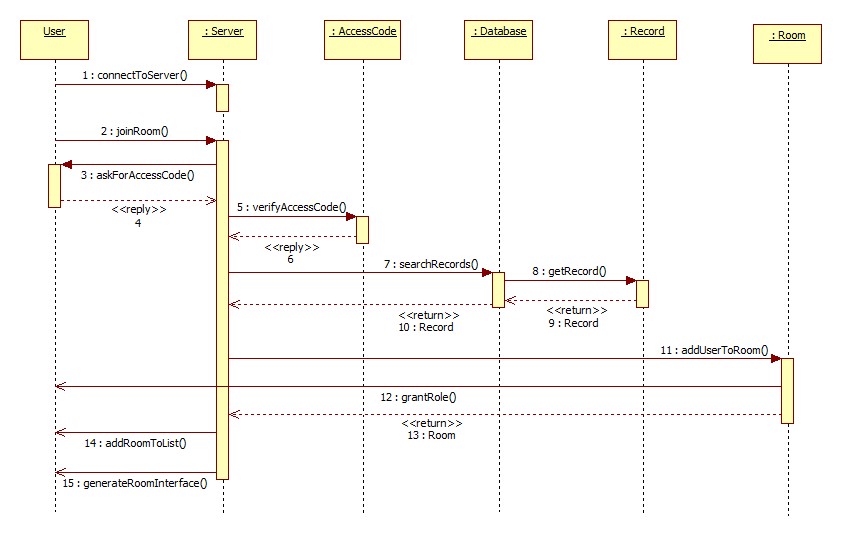 User
: Server
: AccessCode
: Database
: Record
: Room
1 : connectToServer()
2 : joinRoom()
3 : askForAccessCode()
<<reply>>
4
5 : verifyAccessCode()
<<reply>>
6
7 : searchRecords()
8 : getRecord()
<<return>>
9 : Record
<<return>>
10 : Record
11 : addUserToRoom()
12 : grantRole()
<<return>>
13 : Room
14 : addRoomToList()
15 : generateRoomInterface()